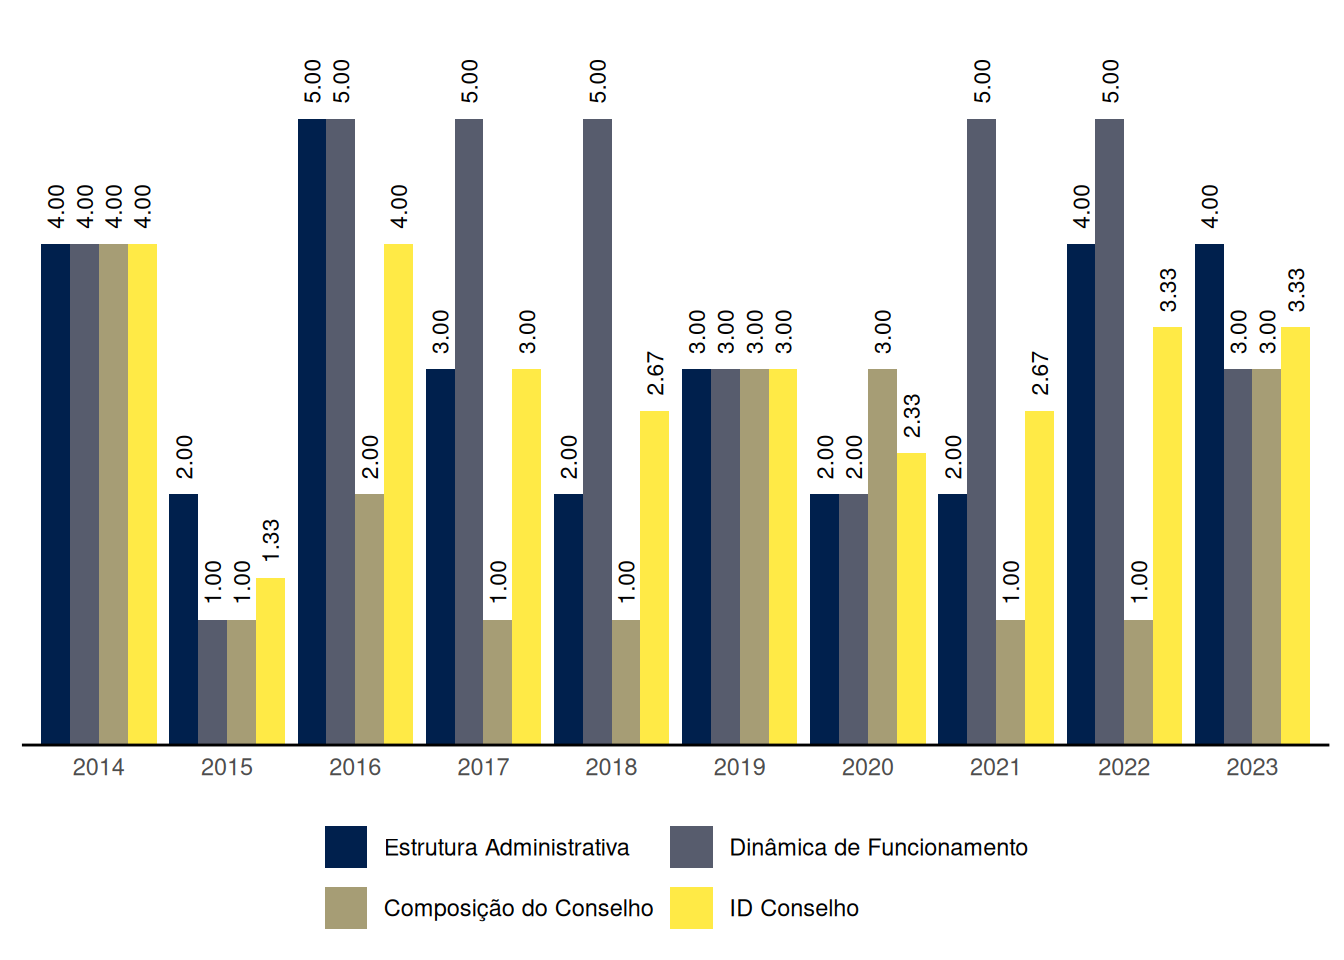 4.00 4.00 4.00 4.00
2.00 1.00 1.00 1.33
5.00 5.00 2.00 4.00
3.00 5.00 1.00 3.00
2.00 5.00 1.00 2.67
3.00 3.00 3.00 3.00
2.00 2.00 3.00 2.33
2.00 5.00 1.00 2.67
4.00 5.00 1.00 3.33
4.00 3.00 3.00 3.33
2014 2015 2016 2017 2018 2019 2020 2021 2022 2023
Estrutura Administrativa Dinâmica de Funcionamento
Composição do Conselho ID Conselho